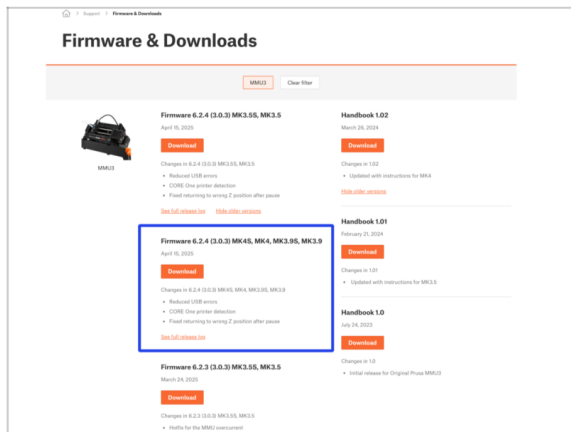 Support > Firmware & Downloads
Firmware & Downloads
MMU3
Clear filter
MMU3
Firmware 6.2.4 (3.0.3) MK3.5S, MK3.5
April 15, 2025
Download
Changes in 6.2.4 (3.0.3) MK3.5S, MK3.5
Reduced USB errors
CORE One printer detection
Fixed returning to wrong Z position after pause
See full release log
Hide older versions
Firmware 6.2.4 (3.0.3) MK4S, MK4, MK3.9S, MK3.9
April 15, 2025
Download
Changes in 6.2.4 (3.0.3) MK4S, MK4, MK3.9S, MK3.9
Reduced USB errors
CORE One printer detection
Fixed returning to wrong Z position after pause
See full release log
Firmware 6.2.3 (3.0.3) MK3.5S, MK3.5
March 24, 2025
Download
Changes in 6.2.3 (3.0.3) MK3.5S, MK3.5
Hotfix for the MMU overcurrent
Handbook 1.02
March 26, 2024
Download
Changes in 1.02
Updated with instructions for MK4
Hide older versions
Handbook 1.01
February 21, 2024
Download
Changes in 1.01
Updated with instructions for MK3.5
Handbook 1.0
July 24, 2023
Download
Changes in 1.0
Initial release for Original Prusa MMU3